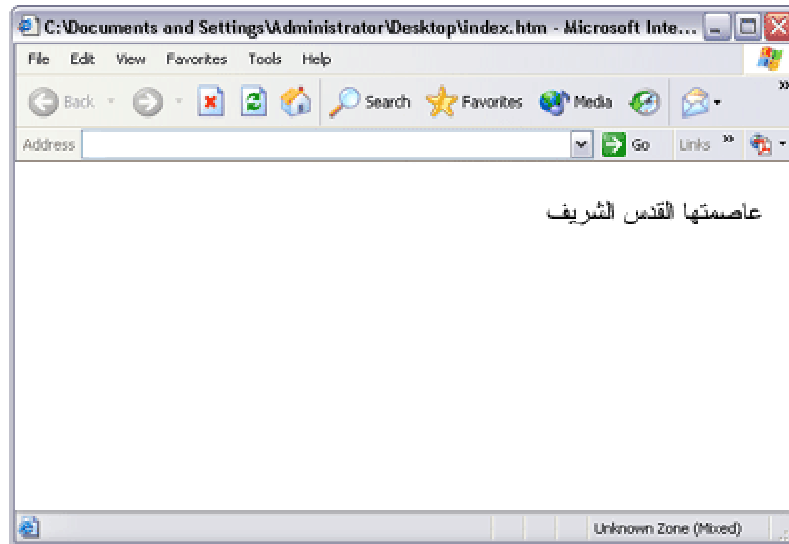 C:\Documents and Settings\Administrator\Desktop\index.htm - Microsoft Inte...
File Edit View Favorites Tools Help
Back Search Favorites Media
Address Go Links
عاصمتها القدس الشريف
Unknown Zone (Mixed)